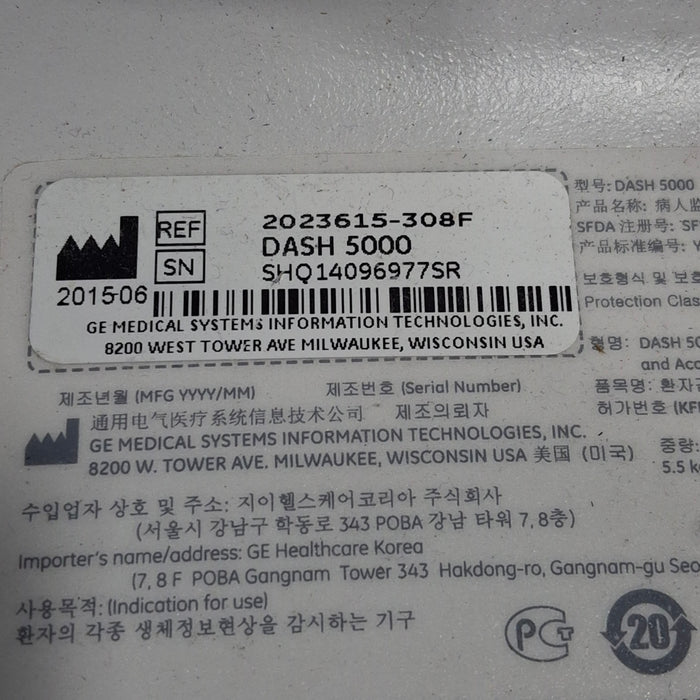 REF 2023615-308F
DASH 5000
SN SHQ14096977SR
2015-06
GE MEDICAL SYSTEMS INFORMATION TECHNOLOGIES, INC.
8200 WEST TOWER AVE MILWAUKEE, WISCONSIN USA
型号: DASH 5000
产品名称: 病人监
SFDA 注册号: SF
产品标准编号: Y
보호형식 및 보호
Protection Clas
형명: DASH 50
and Acc
품목명: 환자감
허가번호 (KF
중량:
5.5 k
제조년월 (MFG YYYY/MM) 제조번호 (Serial Number)
通用电气医疗系统信息技术公司 제조의뢰자
GE MEDICAL SYSTEMS INFORMATION TECHNOLOGIES, INC.
8200 W. TOWER AVE. MILWAUKEE, WISCONSIN USA 美国 (미국)
수입업자 상호 및 주소: 지이헬스케어코리아 주식회사
(서울시 강남구 학동로 343 POBA 강남 타워 7, 8층)
Importer's name/address: GE Healthcare Korea
(7, 8 F POBA Gangnam Tower 343 Hakdong-ro, Gangnam-gu Seo
사용목적: (Indication for use)
환자의 각종 생체정보현상을 감시하는 기구
20